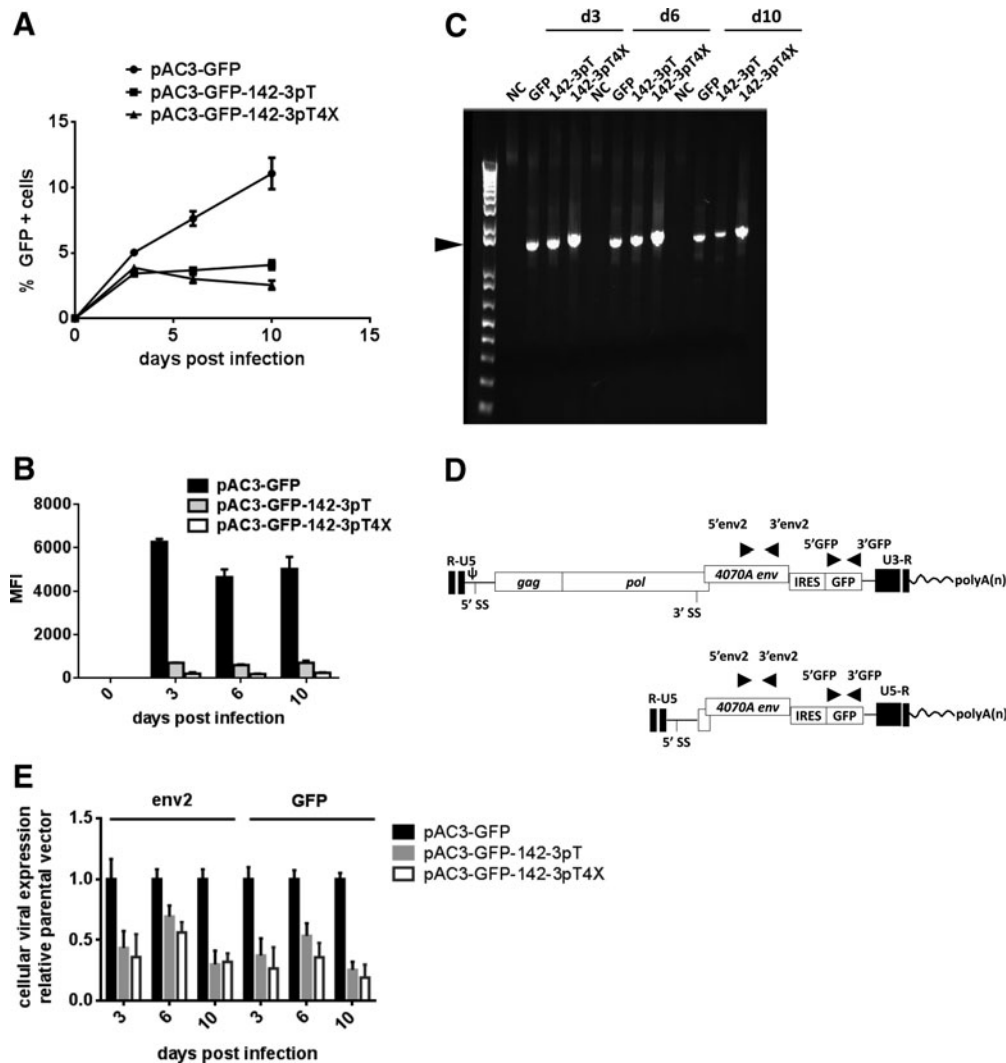 A
pAC3-GFP
pAC3-GFP-142-3pT
pAC3-GFP-142-3pT4X
15
10
5
0
% GFP + cells
0 5 10 15
days post infection
B
pAC3-GFP
pAC3-GFP-142-3pT
pAC3-GFP-142-3pT4X
8000
6000
4000
2000
0
MFI
0 3 6 10
days post infection
C
d3 d6 d10
NC GFP 142-3pT 142-3pT4X NC GFP 142-3pT 142-3pT4X NC GFP 142-3pT 142-3pT4X
D
5'env2 3'env2
5'GFP 3'GFP
R-U5 ψ 4070A env U3-R
gag pol IRES GFP polyA(n)
5' SS 3' SS
5'env2 3'env2
5'GFP 3'GFP
R-U5 4070A env U5-R
IRES GFP polyA(n)
5' SS
E
env2 GFP
pAC3-GFP
pAC3-GFP-142-3pT
pAC3-GFP-142-3pT4X
1.5
1.0
0.5
0.0
cellular viral expression
relative parental vector
3 6 10 3 6 10
days post infection